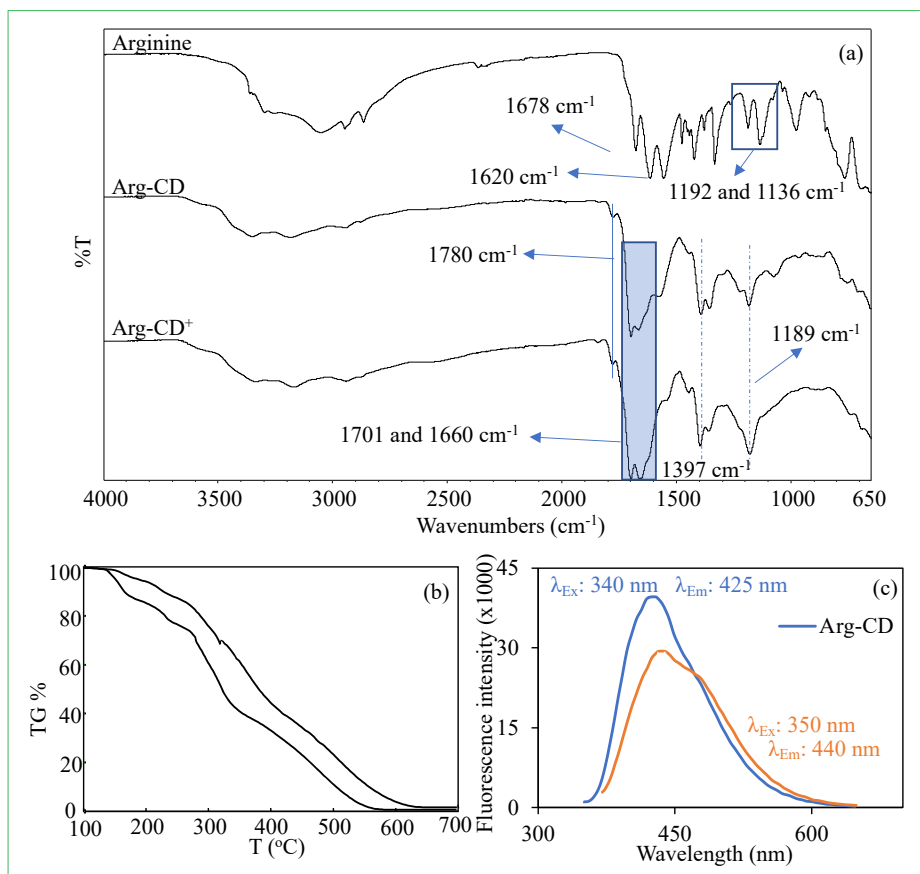 Arginine
(a)
1678 cm⁻¹
1620 cm⁻¹
1192 and 1136 cm⁻¹
Arg-CD
%T
1780 cm⁻¹
Arg-CD⁺
1189 cm⁻¹
1701 and 1660 cm⁻¹
1397 cm⁻¹
4000 3500 3000 2500 2000 1500 1000 650
Wavenumbers (cm⁻¹)
100
80
60
40
20
0
TG %
(b)
100 200 300 400 500 600 700
T (ºC)
45
30
15
0
Fluorescence intensity (x1000)
λEx: 340 nm λEm: 425 nm
(c)
Arg-CD
λEx: 350 nm
λEm: 440 nm
300 450 600
Wavelength (nm)